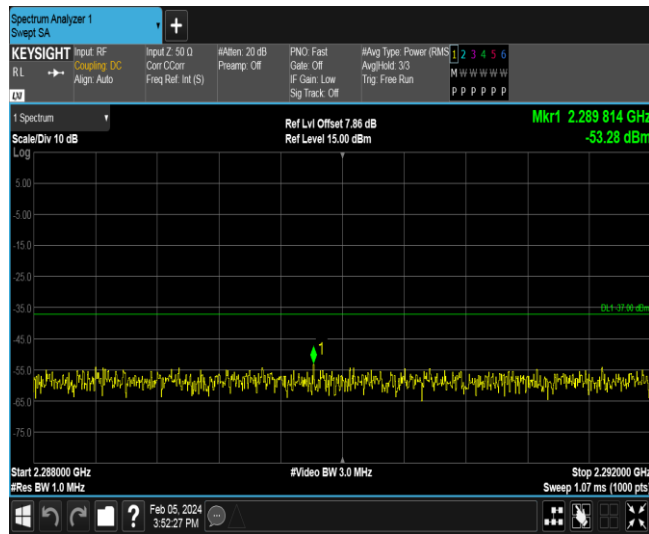 Spectrum Analyzer 1
Swept SA
+
KEYSIGHT
RL
LXI
Input: RF
Coupling: DC
Align: Auto
Input Z: 50 Ω
Corr CCorr
Freq Ref: Int (S)
#Atten: 20 dB
Preamp: Off
PNO: Fast
Gate: Off
IF Gain: Low
Sig Track: Off
#Avg Type: Power (RMS
Avg|Hold: 3/3
Trig: Free Run
1 2 3 4 5 6
M W W W W W
P P P P P P
1 Spectrum
Scale/Div 10 dB
Log
Ref Lvl Offset 7.86 dB
Ref Level 15.00 dBm
Mkr1 2.289 814 GHz
-53.28 dBm
5.00
-5.00
-15.0
-25.0
-35.0
-45.0
-55.0
-65.0
-75.0
DL1 -37.00 dBm
1
Start 2.288000 GHz
#Res BW 1.0 MHz
#Video BW 3.0 MHz
Stop 2.292000 GHz
Sweep 1.07 ms (1000 pts)
?
Feb 05, 2024
3:52:27 PM